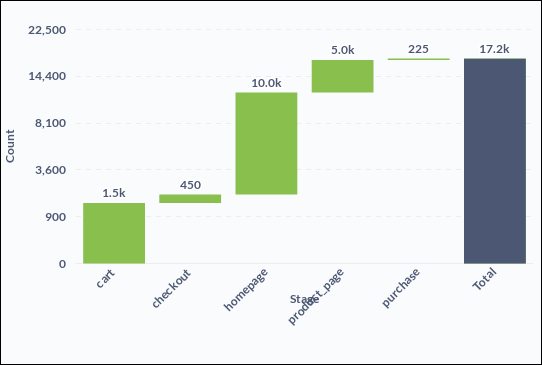 22,500
14,400
8,100
3,600
900
0
Count
1.5k
450
10.0k
5.0k
225
17.2k
cart
checkout
homepage
product_page
purchase
Total
Stage